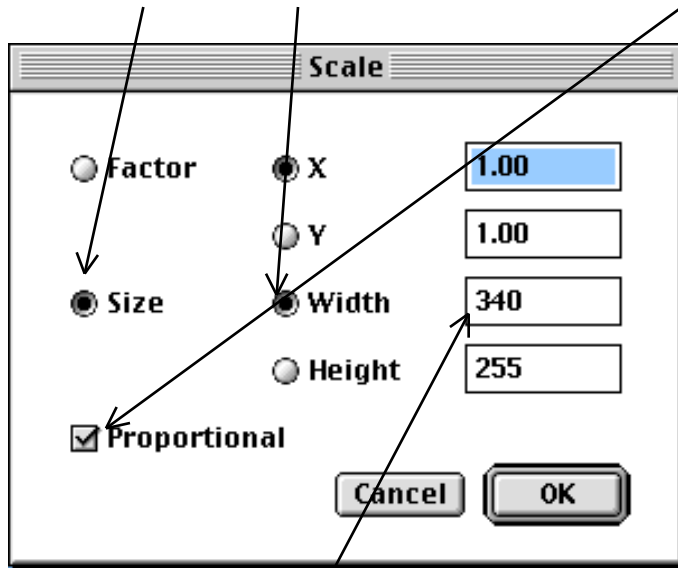 Scale
Factor X 1.00
Y 1.00
Size Width 340
Height 255
Proportional
Cancel OK